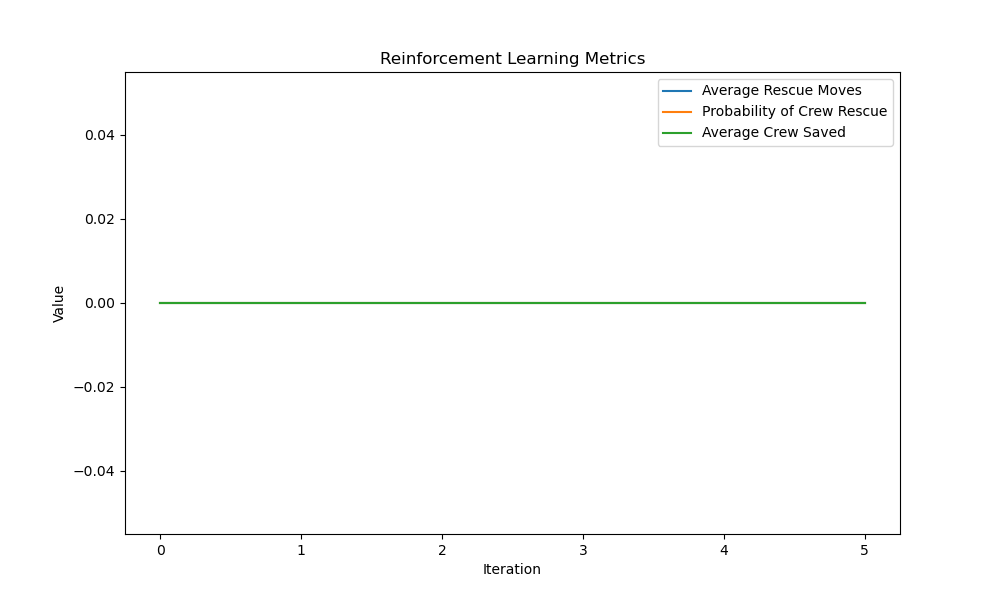 Reinforcement Learning Metrics
Average Rescue Moves
Probability of Crew Rescue
Average Crew Saved
0.04
0.02
0.00
−0.02
−0.04
Value
0 1 2 3 4 5
Iteration